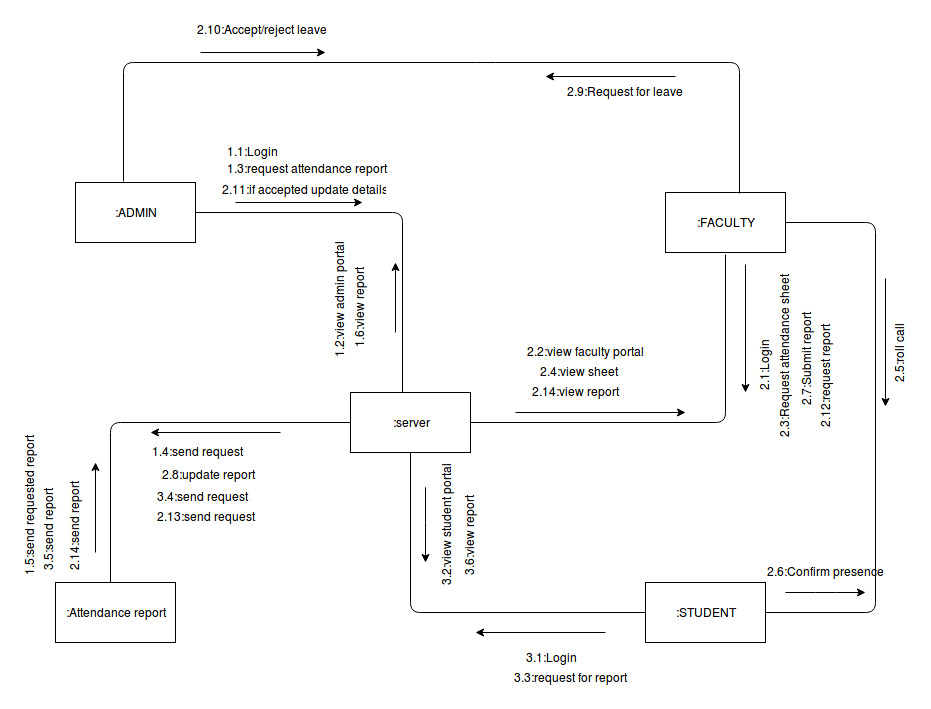 2.10:Accept/reject leave
2.9:Request for leave
1.1:Login
1.3:request attendance report
2.11:if accepted update details
:ADMIN
:FACULTY
1.2:view admin portal
1.6:view report
2.1:Login
2.3:Request attendance sheet
2.7:Submit report
2.12:request report
2.5:roll call
2.2:view faculty portal
2.4:view sheet
2.14:view report
:server
1.4:send request
2.8:update report
3.4:send request
2.13:send request
1.5:send requested report
3.5:send report
2.14:send report
3.2:view student portal
3.6:view report
2.6:Confirm presence
:Attendance report
:STUDENT
3.1:Login
3.3:request for report